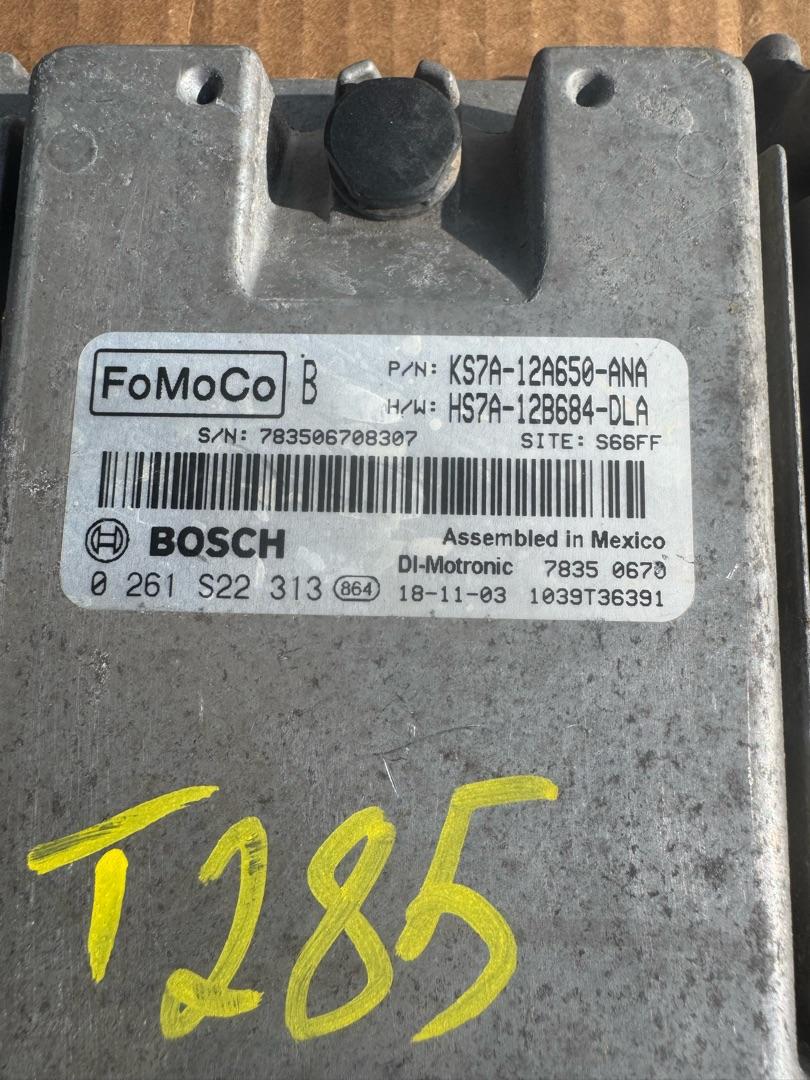 FoMoCo B P/N: KS7A-12A650-ANA
H/W: HS7A-12B684-DLA
S/N: 783506708307 SITE: S66FF
BOSCH Assembled in Mexico
DI-Motronic 7835 0670
0 261 S22 313 864 18-11-03 1039T36391
T285